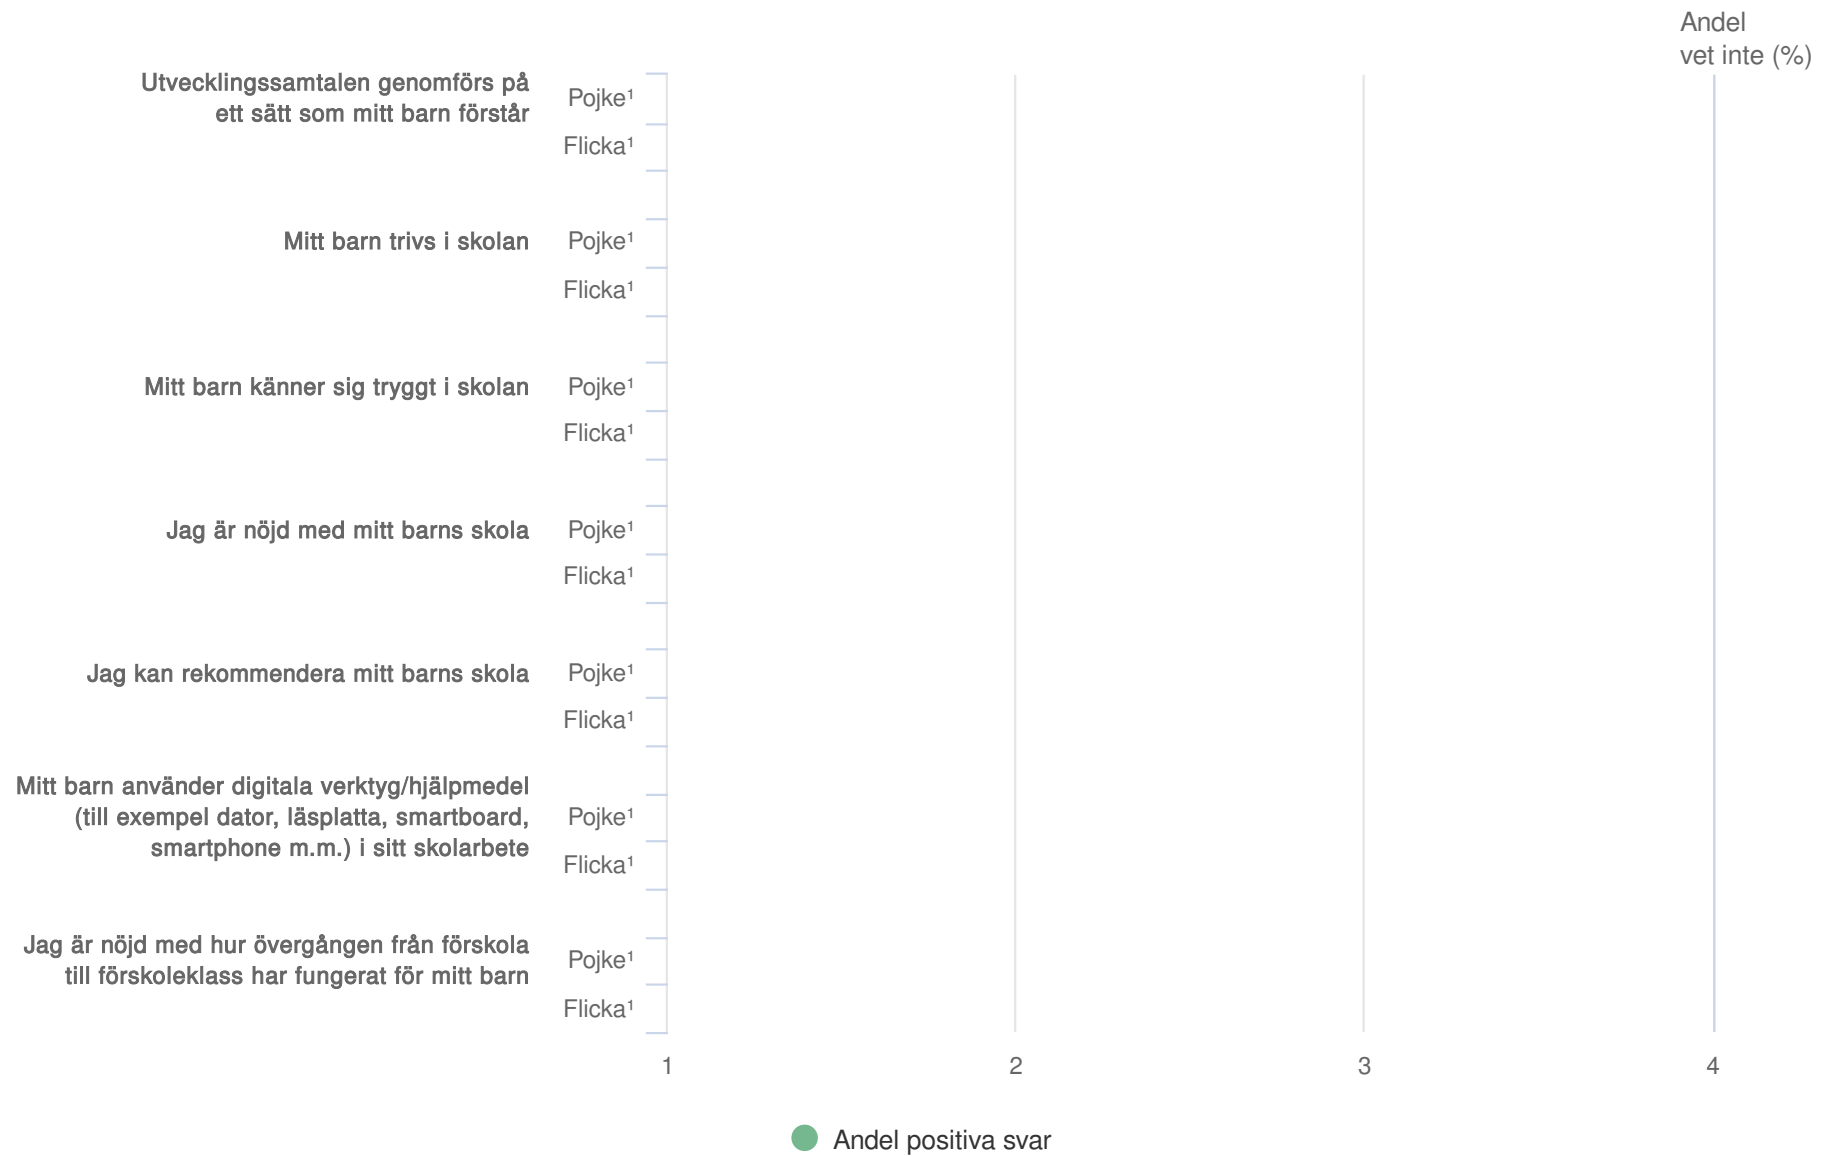 Andel
vet inte (%)
Utvecklingssamtalen genomförs på
ett sätt som mitt barn förstår
Pojke¹
Flicka¹
Mitt barn trivs i skolan
Pojke¹
Flicka¹
Mitt barn känner sig tryggt i skolan
Pojke¹
Flicka¹
Jag är nöjd med mitt barns skola
Pojke¹
Flicka¹
Jag kan rekommendera mitt barns skola
Pojke¹
Flicka¹
Mitt barn använder digitala verktyg/hjälpmedel
(till exempel dator, läsplatta, smartboard,
smartphone m.m.) i sitt skolarbete
Pojke¹
Flicka¹
Jag är nöjd med hur övergången från förskola
till förskoleklass har fungerat för mitt barn
Pojke¹
Flicka¹
1 2 3 4
Andel positiva svar